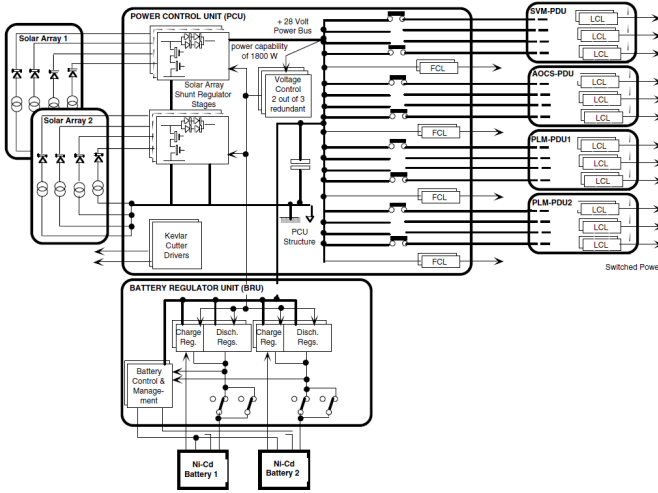 POWER CONTROL UNIT (PCU)
Solar Array 1
Solar Array 2
Solar Array
Shunt Regulator
Stages
+ 28 Volt
Power Bus
power capability
of 1800 W
Voltage
Control
2 out of 3
redundant
FCL
FCL
FCL
FCL
PCU
Structure
Kevlar
Cutter
Drivers
SVM-PDU
LCL
LCL
LCL
AOCS-PDU
LCL
LCL
LCL
PLM-PDU1
LCL
LCL
LCL
PLM-PDU2
LCL
LCL
LCL
Switched Power
BATTERY REGULATOR UNIT (BRU)
Charge
Reg.
Disch.
Regs.
Charge
Reg.
Disch.
Regs.
Battery
Control &
Manage-
ment
Ni-Cd
Battery 1
Ni-Cd
Battery 2